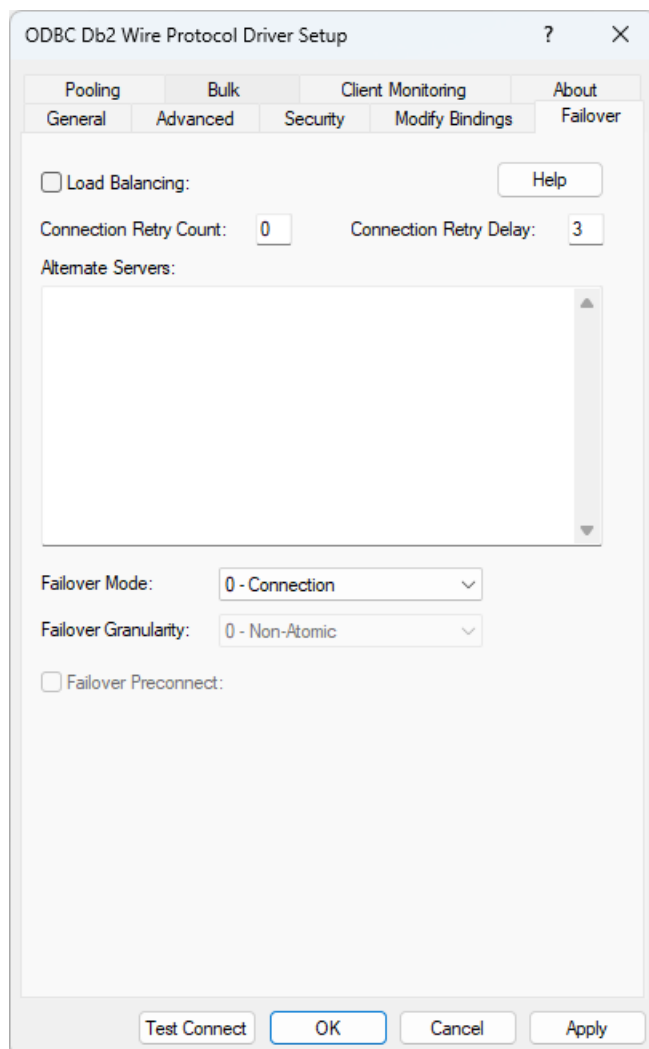 ODBC Db2 Wire Protocol Driver Setup ?
Pooling Bulk Client Monitoring About
General Advanced Security Modify Bindings Failover
Load Balancing: Help
Connection Retry Count: 0 Connection Retry Delay: 3
Alternate Servers:
Failover Mode: 0 - Connection
Failover Granularity: 0 - Non-Atomic
Failover Preconnect:
Test Connect OK Cancel Apply